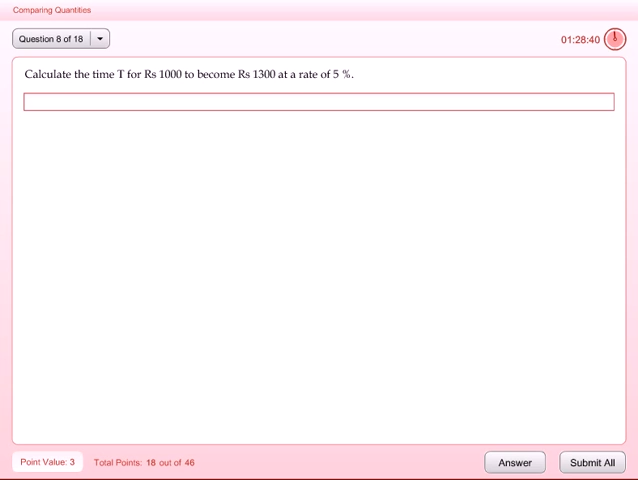 Comparing Quantities
Question 8 of 18
01:28:40
Calculate the time T for Rs 1000 to become Rs 1300 at a rate of 5 %.
Point Value: 3
Total Points: 18 out of 46
Answer
Submit All